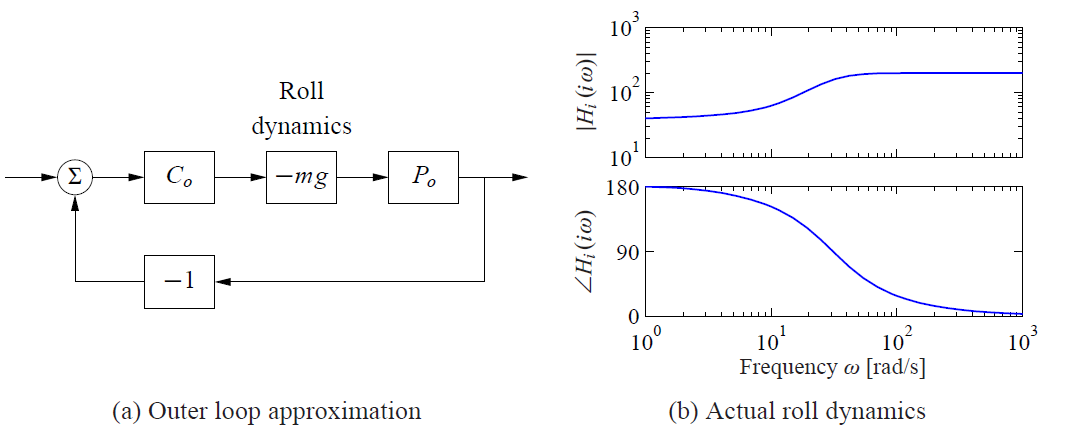 Roll
dynamics
Σ
C_o
−mg
P_o
−1
(a) Outer loop approximation
|H_i (iω)|
10^3
10^2
10^1
∠H_i (iω)
180
90
0
10^0 10^1 10^2 10^3
Frequency ω [rad/s]
(b) Actual roll dynamics